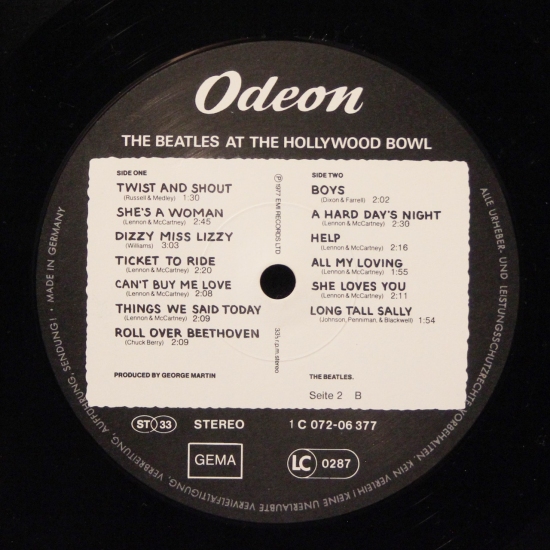 Odeon
THE BEATLES AT THE HOLLYWOOD BOWL
SIDE ONE
TWIST AND SHOUT
(Russell & Medley) 1:30
SHE'S A WOMAN
(Lennon & McCartney) 2:45
DIZZY MISS LIZZY
(Williams) 3:03
TICKET TO RIDE
(Lennon & McCartney) 2:20
CAN'T BUY ME LOVE
(Lennon & McCartney) 2:08
THINGS WE SAID TODAY
(Lennon & McCartney) 2:09
ROLL OVER BEETHOVEN
(Chuck Berry) 2:09
PRODUCED BY GEORGE MARTIN
Ⓟ 1977 EMI RECORDS LTD
33⅓ r.p.m. stereo
SIDE TWO
BOYS
(Dixon & Farrell) 2:02
A HARD DAY'S NIGHT
(Lennon & McCartney) 2:30
HELP
(Lennon & McCartney) 2:16
ALL MY LOVING
(Lennon & McCartney) 1:55
SHE LOVES YOU
(Lennon & McCartney) 2:11
LONG TALL SALLY
(Johnson, Penniman, & Blackwell) 1:54
THE BEATLES.
Seite 2 B
ST 33 STEREO 1 C 072-06 377
GEMA LC 0287
ALLE URHEBER- UND LEISTUNGSSCHUTZRECHTE VORBEHALTEN. KEIN VERLEIH! KEINE UNERLAUBTE VERVIELFÄLTIGUNG, VERBREITUNG, AUFFÜHRUNG, SENDUNG! • MADE IN GERMANY